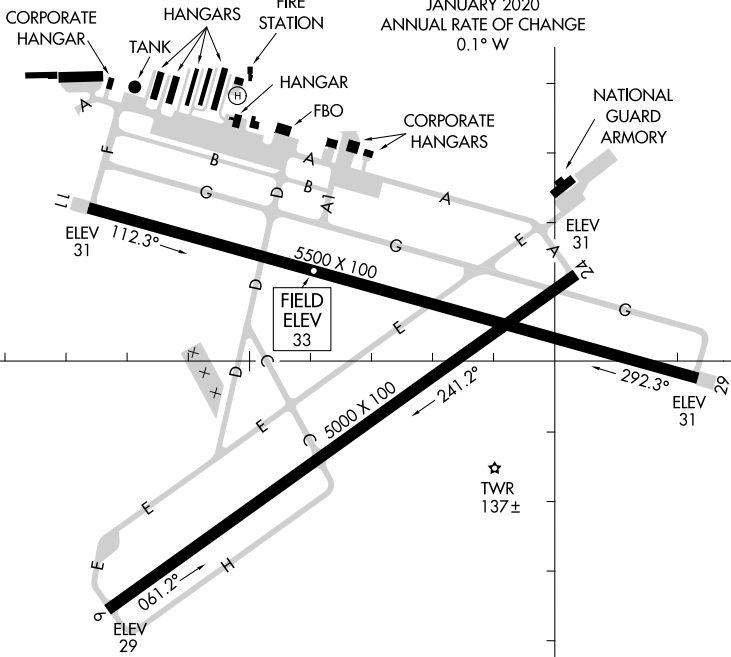 JANUARY 2020
ANNUAL RATE OF CHANGE
0.1° W
CORPORATE
HANGAR
HANGARS
FIRE
STATION
TANK
H
HANGAR
FBO
CORPORATE
HANGARS
NATIONAL
GUARD
ARMORY
A
F
B
A
B
G
D
A1
A
11
ELEV
31
112.3°
5500 X 100
G
E
A
ELEV
31
24
D
FIELD
ELEV
33
E
G
C
D
292.3°
29
ELEV
31
241.2°
5000 X 100
E
C
TWR
137±
E
E
H
061.2°
6
ELEV
29